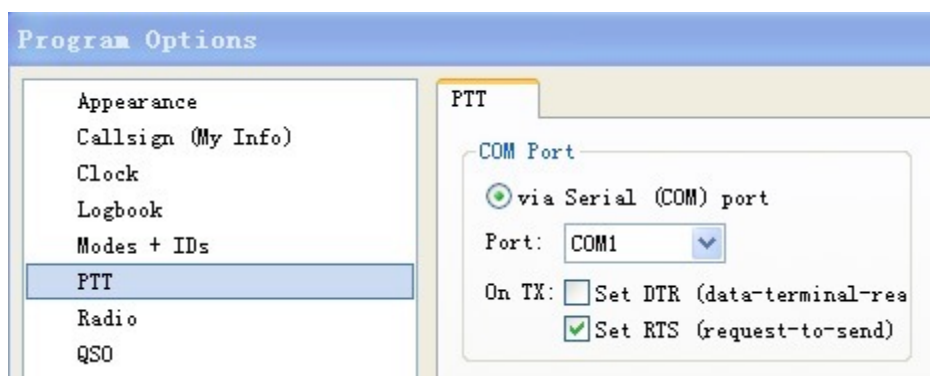 Program Options
Appearance
Callsign (My Info)
Clock
Logbook
Modes + IDs
PTT
Radio
QSO
PTT
COM Port
via Serial (COM) port
Port: COM1
On TX: Set DTR (data-terminal-rea
Set RTS (request-to-send)